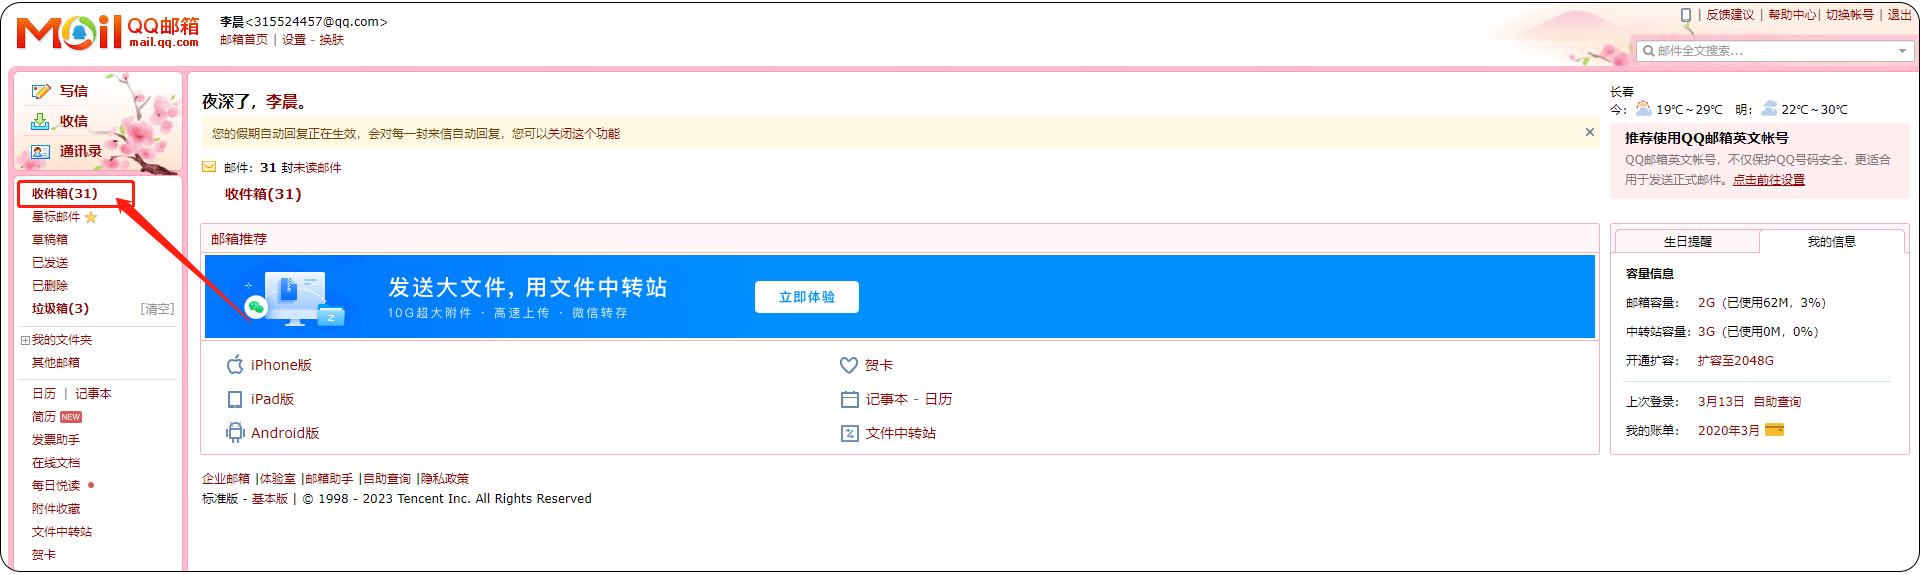 Mail QQ邮箱
mail.qq.com
李晨<315524457@qq.com>
邮箱首页 | 设置 - 换肤
| 反馈建议 | 帮助中心| 切换帐号 | 退出
邮件全文搜索...
写信
收信
通讯录
收件箱(31)
星标邮件
草稿箱
已发送
已删除
垃圾箱(3) [清空]
我的文件夹
其他邮箱
日历 | 记事本
简历 NEW
发票助手
在线文档
每日悦读
附件收藏
文件中转站
贺卡
夜深了，李晨。
您的假期自动回复正在生效，会对每一封来信自动回复，您可以关闭这个功能
邮件：31 封未读邮件
收件箱(31)
邮箱推荐
发送大文件, 用文件中转站
10G超大附件 · 高速上传 · 微信转存
立即体验
iPhone版
贺卡
iPad版
记事本 - 日历
Android版
文件中转站
企业邮箱 |体验室 |邮箱助手 |自助查询 |隐私政策
标准版 - 基本版 | © 1998 - 2023 Tencent Inc. All Rights Reserved
长春
今： 19℃～29℃ 明： 22℃～30℃
推荐使用QQ邮箱英文帐号
QQ邮箱英文帐号，不仅保护QQ号码安全，更适合
用于发送正式邮件。点击前往设置
生日提醒 我的信息
容量信息
邮箱容量： 2G (已使用62M，3%)
中转站容量：3G (已使用0M，0%)
开通扩容： 扩容至2048G
上次登录： 3月13日 自助查询
我的账单： 2020年3月